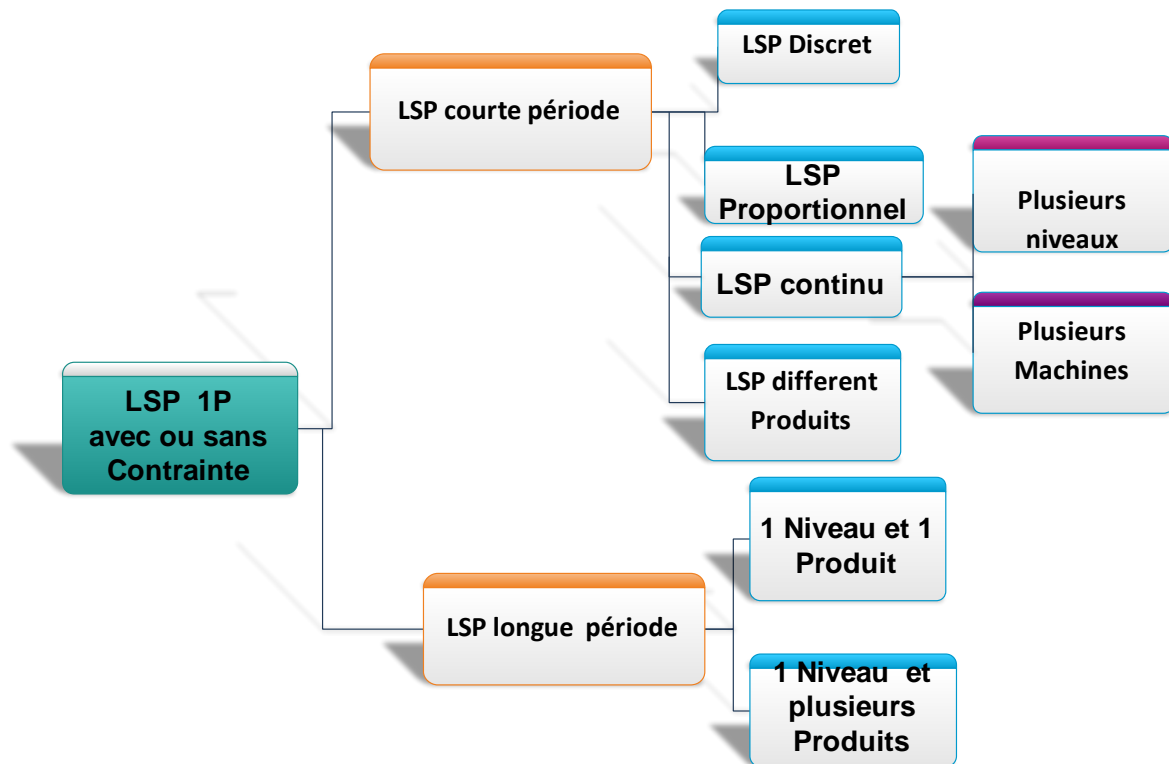 LSP 1P
avec ou sans
Contrainte
LSP courte période
LSP Discret
LSP
Proportionnel
LSP continu
Plusieurs
niveaux
Plusieurs
Machines
LSP different
Produits
LSP longue période
1 Niveau et 1
Produit
1 Niveau et
plusieurs
Produits